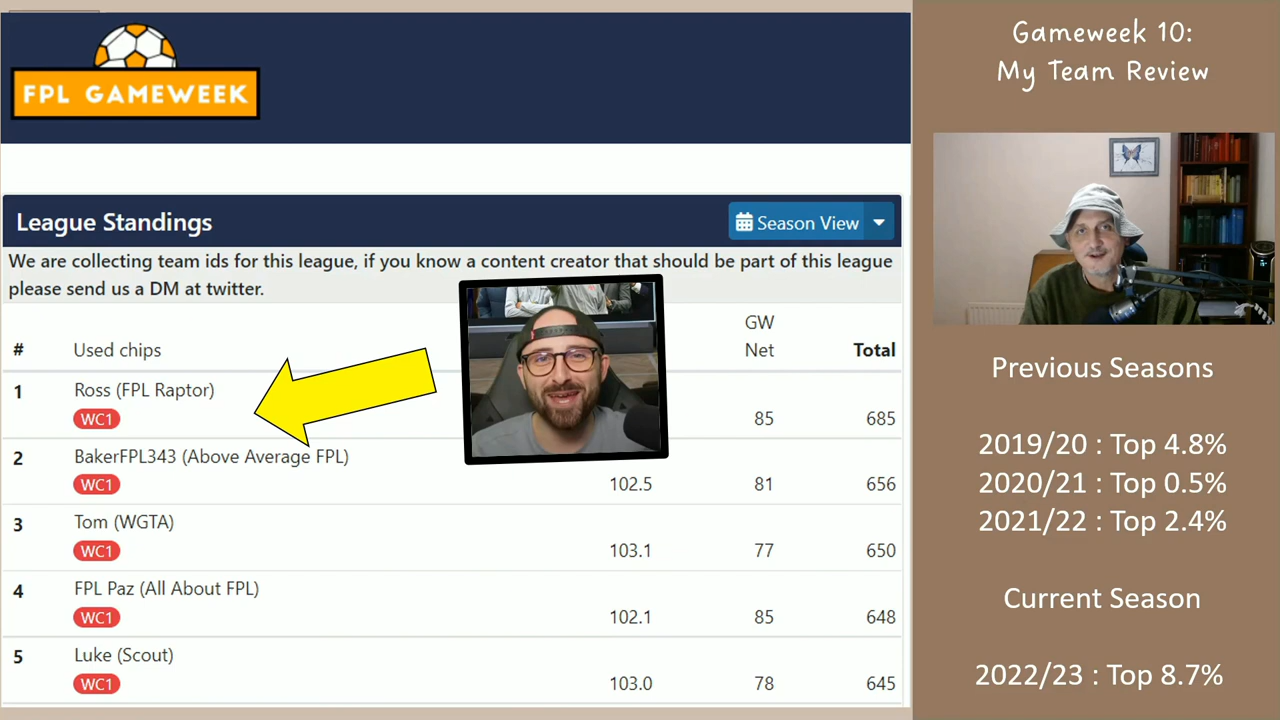 FPL GAMEWEEK
League Standings
Season View
We are collecting team ids for this league, if you know a content creator that should be part of this league
please send us a DM at twitter.
# Used chips GW Net Total
1 Ross (FPL Raptor)
WC1 85 685
2 BakerFPL343 (Above Average FPL)
WC1 102.5 81 656
3 Tom (WGTA)
WC1 103.1 77 650
4 FPL Paz (All About FPL)
WC1 102.1 85 648
5 Luke (Scout)
WC1 103.0 78 645
Gameweek 10:
My Team Review
Previous Seasons
2019/20 : Top 4.8%
2020/21 : Top 0.5%
2021/22 : Top 2.4%
Current Season
2022/23 : Top 8.7%